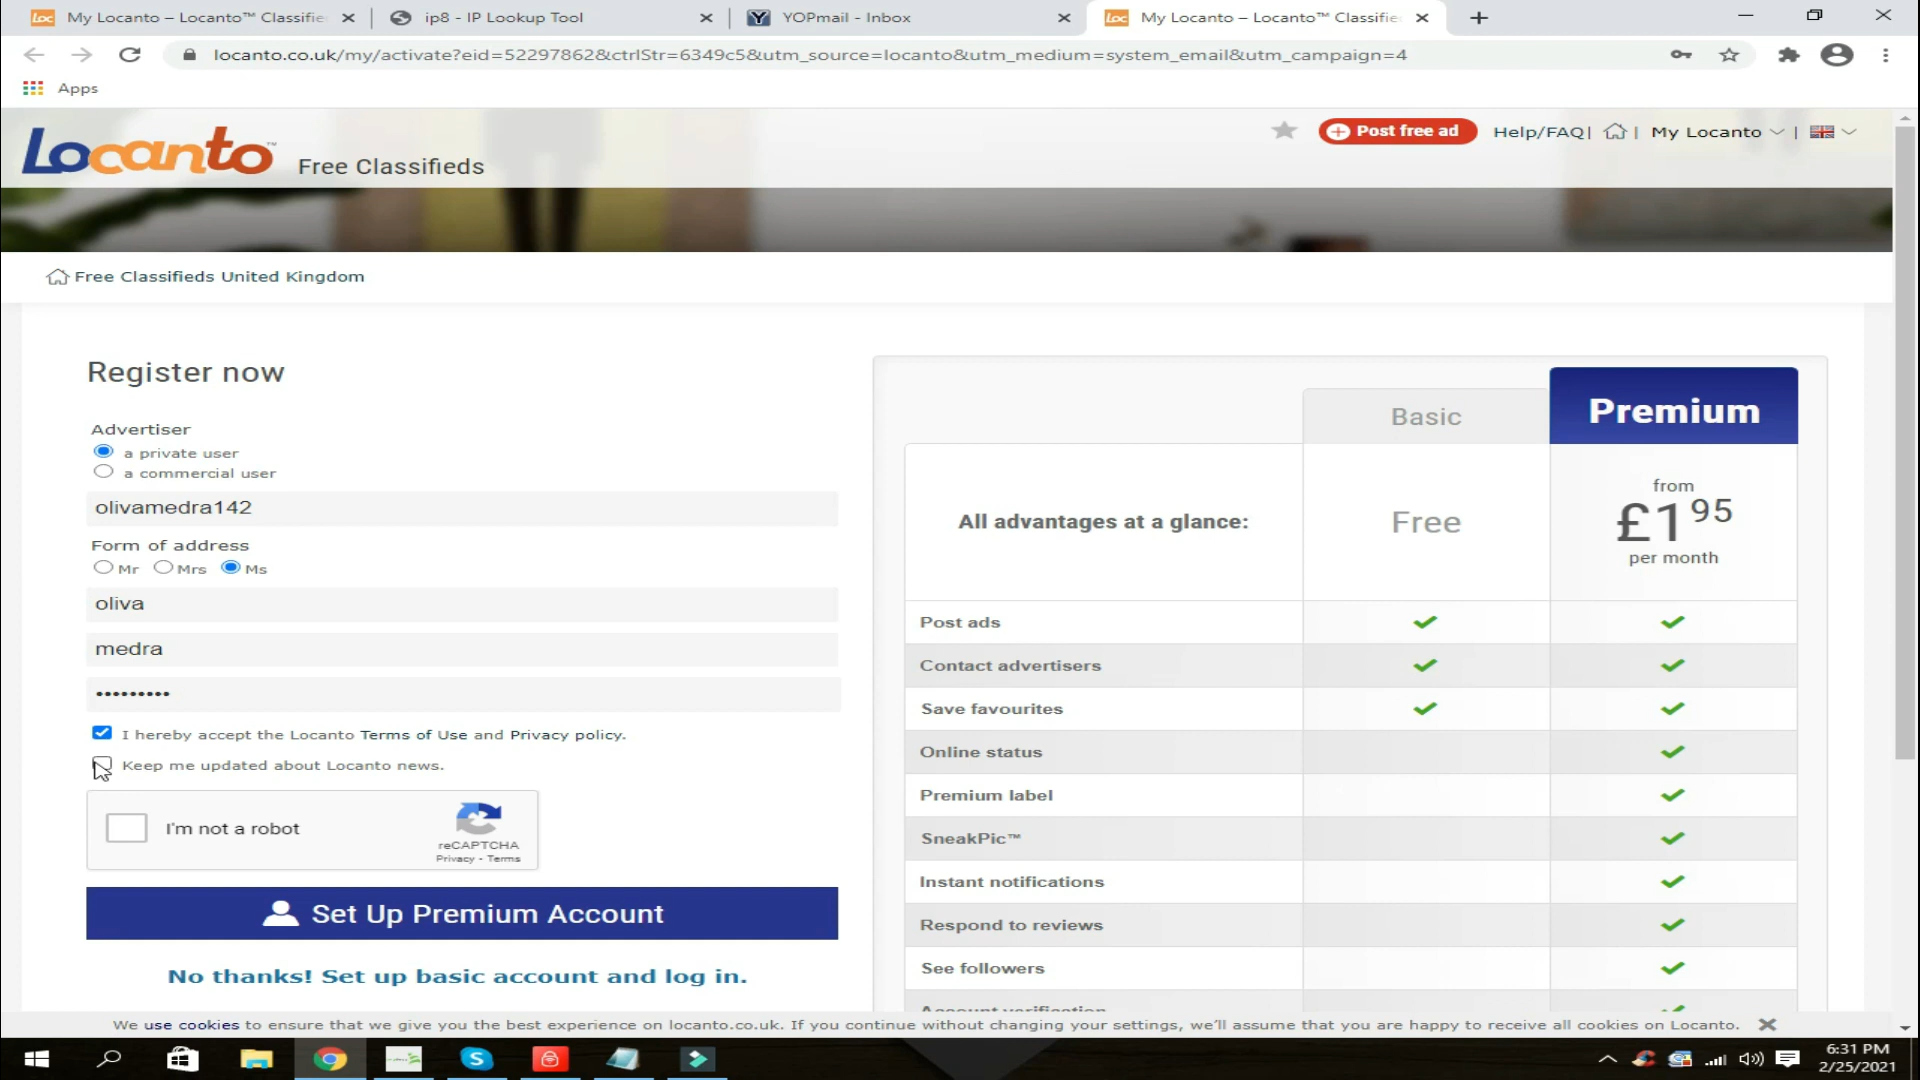 My Locanto – Locanto™ Classifie
ip8 - IP Lookup Tool
YOPmail - Inbox
My Locanto – Locanto™ Classifie
locanto.co.uk/my/activate?eid=52297862&ctrlStr=6349c5&utm_source=locanto&utm_medium=system_email&utm_campaign=4
Apps
Locanto™ Free Classifieds
Post free ad
Help/FAQ|
| My Locanto |
Free Classifieds United Kingdom
Register now
Advertiser
a private user
a commercial user
olivamedra142
Form of address
Mr Mrs Ms
oliva
medra
•••••••••
I hereby accept the Locanto Terms of Use and Privacy policy.
Keep me updated about Locanto news.
I'm not a robot
reCAPTCHA
Privacy - Terms
Set Up Premium Account
No thanks! Set up basic account and log in.
Basic
Premium
All advantages at a glance:
Free
from
£1 95
per month
Post ads
Contact advertisers
Save favourites
Online status
Premium label
SneakPic™
Instant notifications
Respond to reviews
See followers
Account verification
We use cookies to ensure that we give you the best experience on locanto.co.uk. If you continue without changing your settings, we'll assume that you are happy to receive all cookies on Locanto.
6:31 PM
2/25/2021